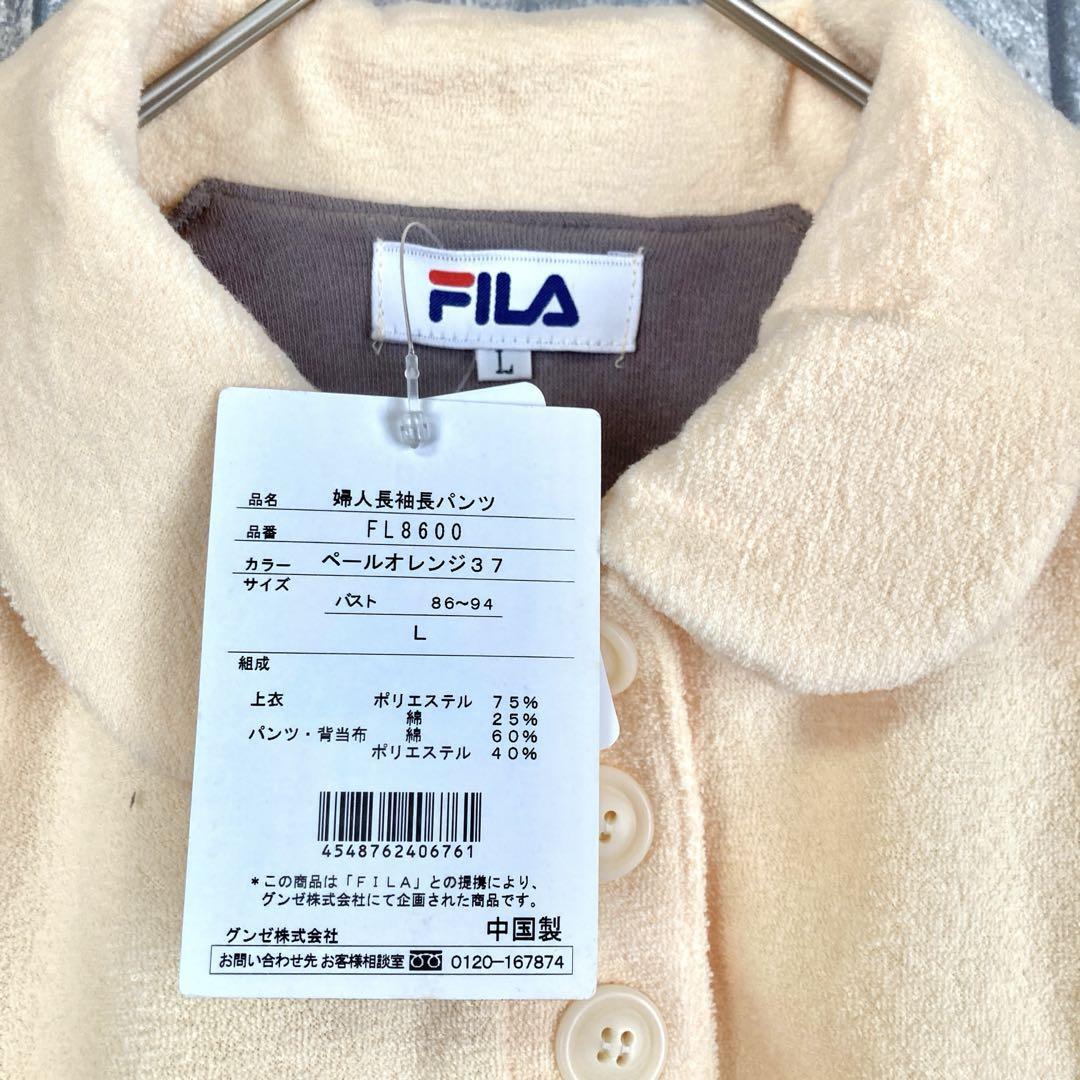 FILA
L
品名 婦人長袖長パンツ
品番 FL8600
カラー ペールオレンジ37
サイズ
バスト 86〜94
L
組成
上衣 ポリエステル 75%
綿 25%
パンツ・背当布 綿 60%
ポリエステル 40%
4548762406761
*この商品は「FILA」との提携により、
グンゼ株式会社にて企画された商品です。
中国製
グンゼ株式会社
お問い合わせ先 お客様相談室 0120-167874